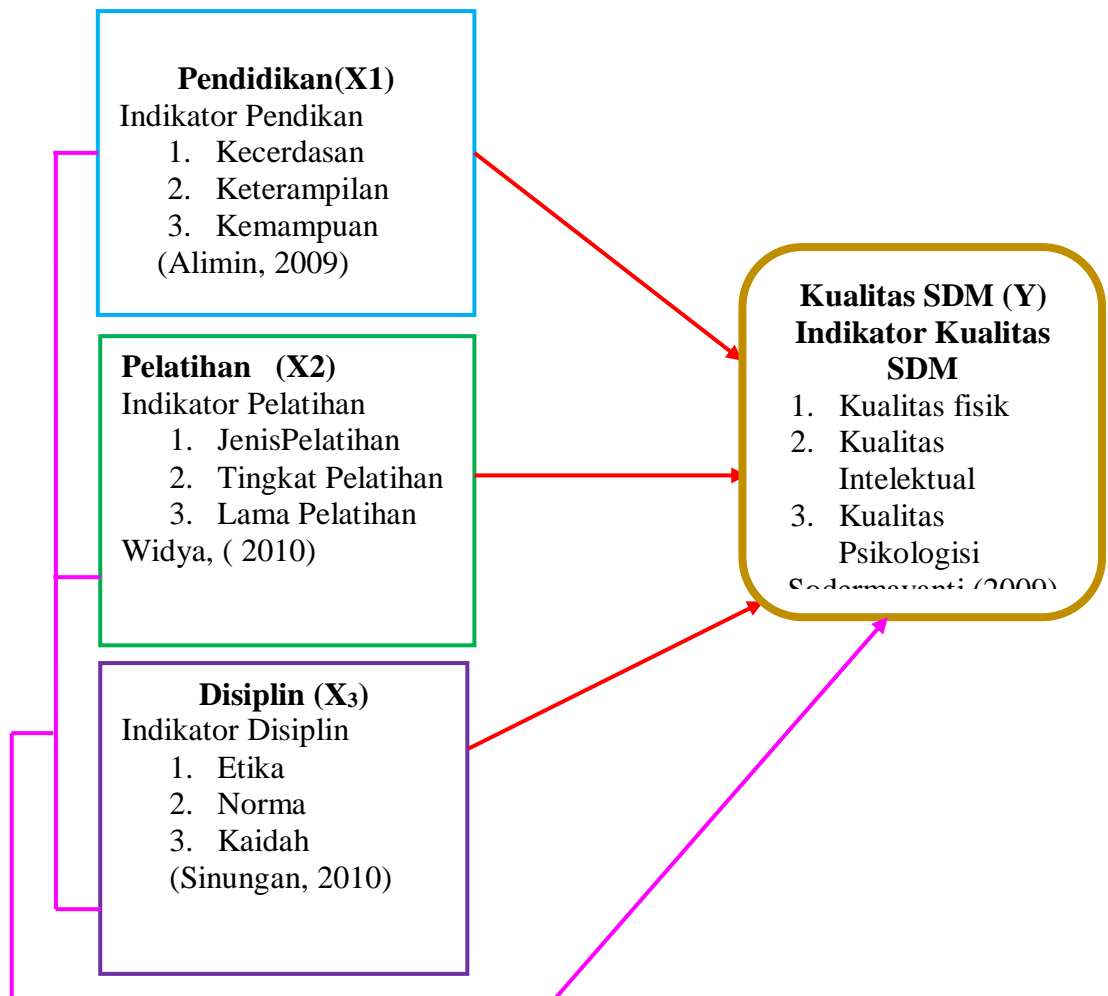 Pendidikan(X1)
Indikator Pendikan
1. Kecerdasan
2. Keterampilan
3. Kemampuan
(Alimin, 2009)
Pelatihan (X2)
Indikator Pelatihan
1. JenisPelatihan
2. Tingkat Pelatihan
3. Lama Pelatihan
Widya, ( 2010)
Disiplin (X₃)
Indikator Disiplin
1. Etika
2. Norma
3. Kaidah
(Sinungan, 2010)
Kualitas SDM (Y)
Indikator Kualitas
SDM
1. Kualitas fisik
2. Kualitas
Intelektual
3. Kualitas
Psikologisi
(2009)